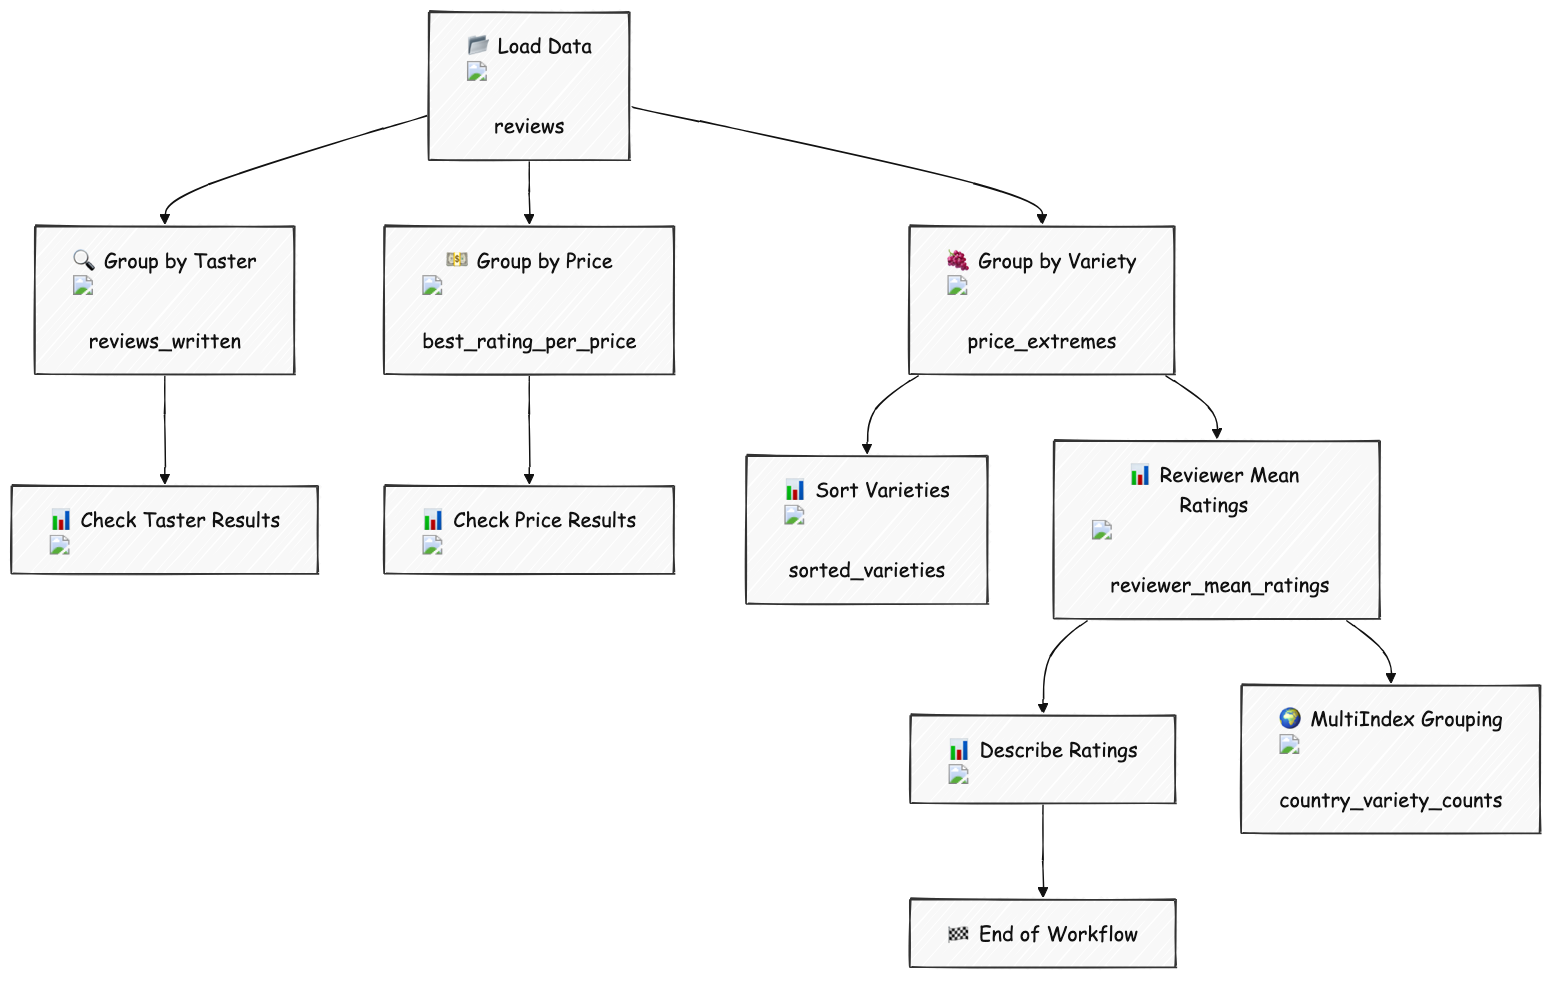 Load Data
reviews
Group by Taster
reviews_written
Group by Price
best_rating_per_price
Group by Variety
price_extremes
Check Taster Results
Check Price Results
Sort Varieties
sorted_varieties
Reviewer Mean
Ratings
reviewer_mean_ratings
Describe Ratings
MultiIndex Grouping
country_variety_counts
End of Workflow